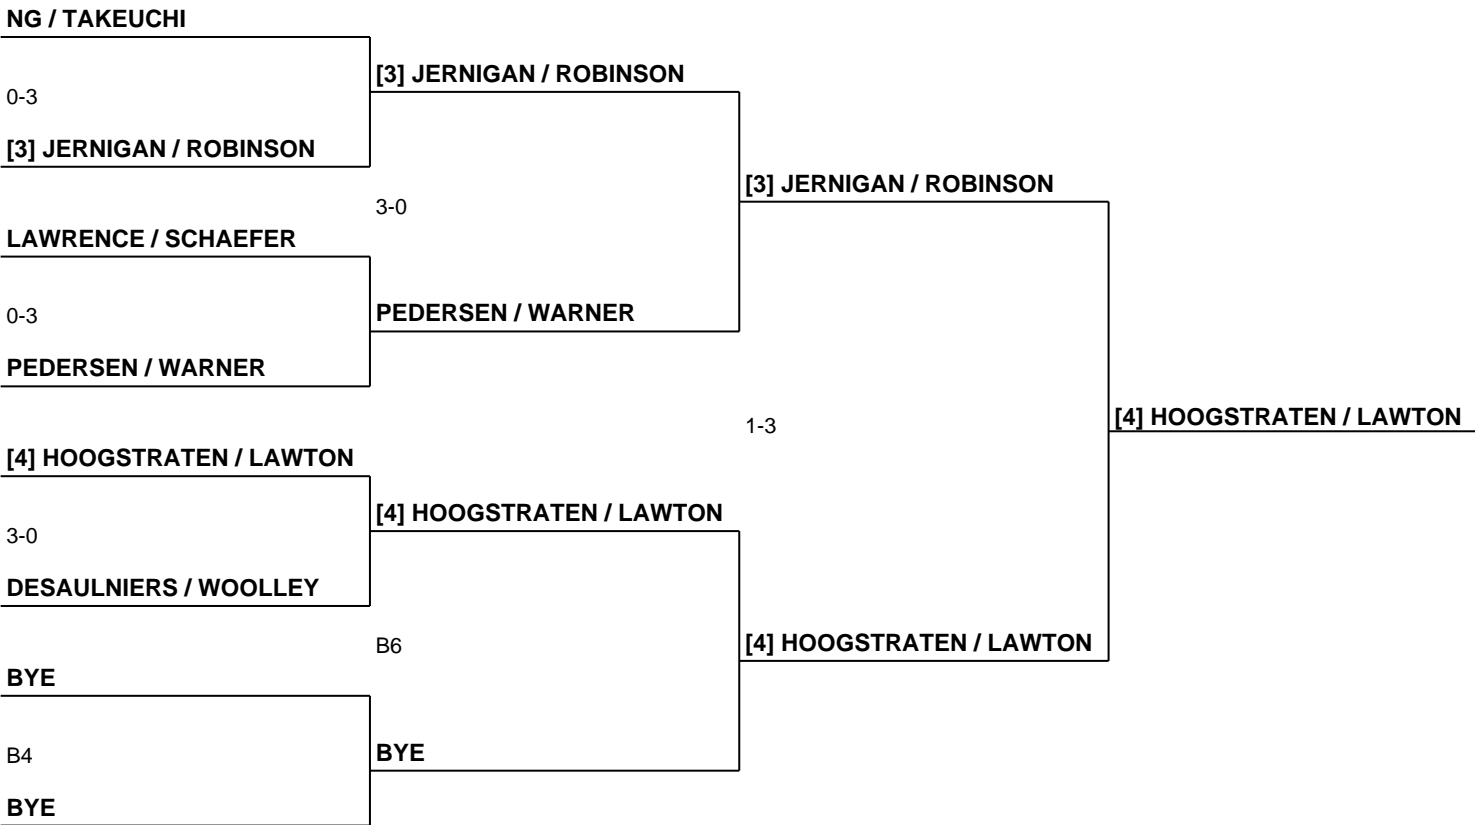 NG / TAKEUCHI
0-3
[3] JERNIGAN / ROBINSON
LAWRENCE / SCHAEFER
0-3
PEDERSEN / WARNER
[4] HOOGSTRATEN / LAWTON
3-0
DESAULNIERS / WOOLLEY
BYE
B4
BYE
[3] JERNIGAN / ROBINSON
3-0
PEDERSEN / WARNER
[4] HOOGSTRATEN / LAWTON
B6
BYE
[3] JERNIGAN / ROBINSON
1-3
[4] HOOGSTRATEN / LAWTON
[4] HOOGSTRATEN / LAWTON